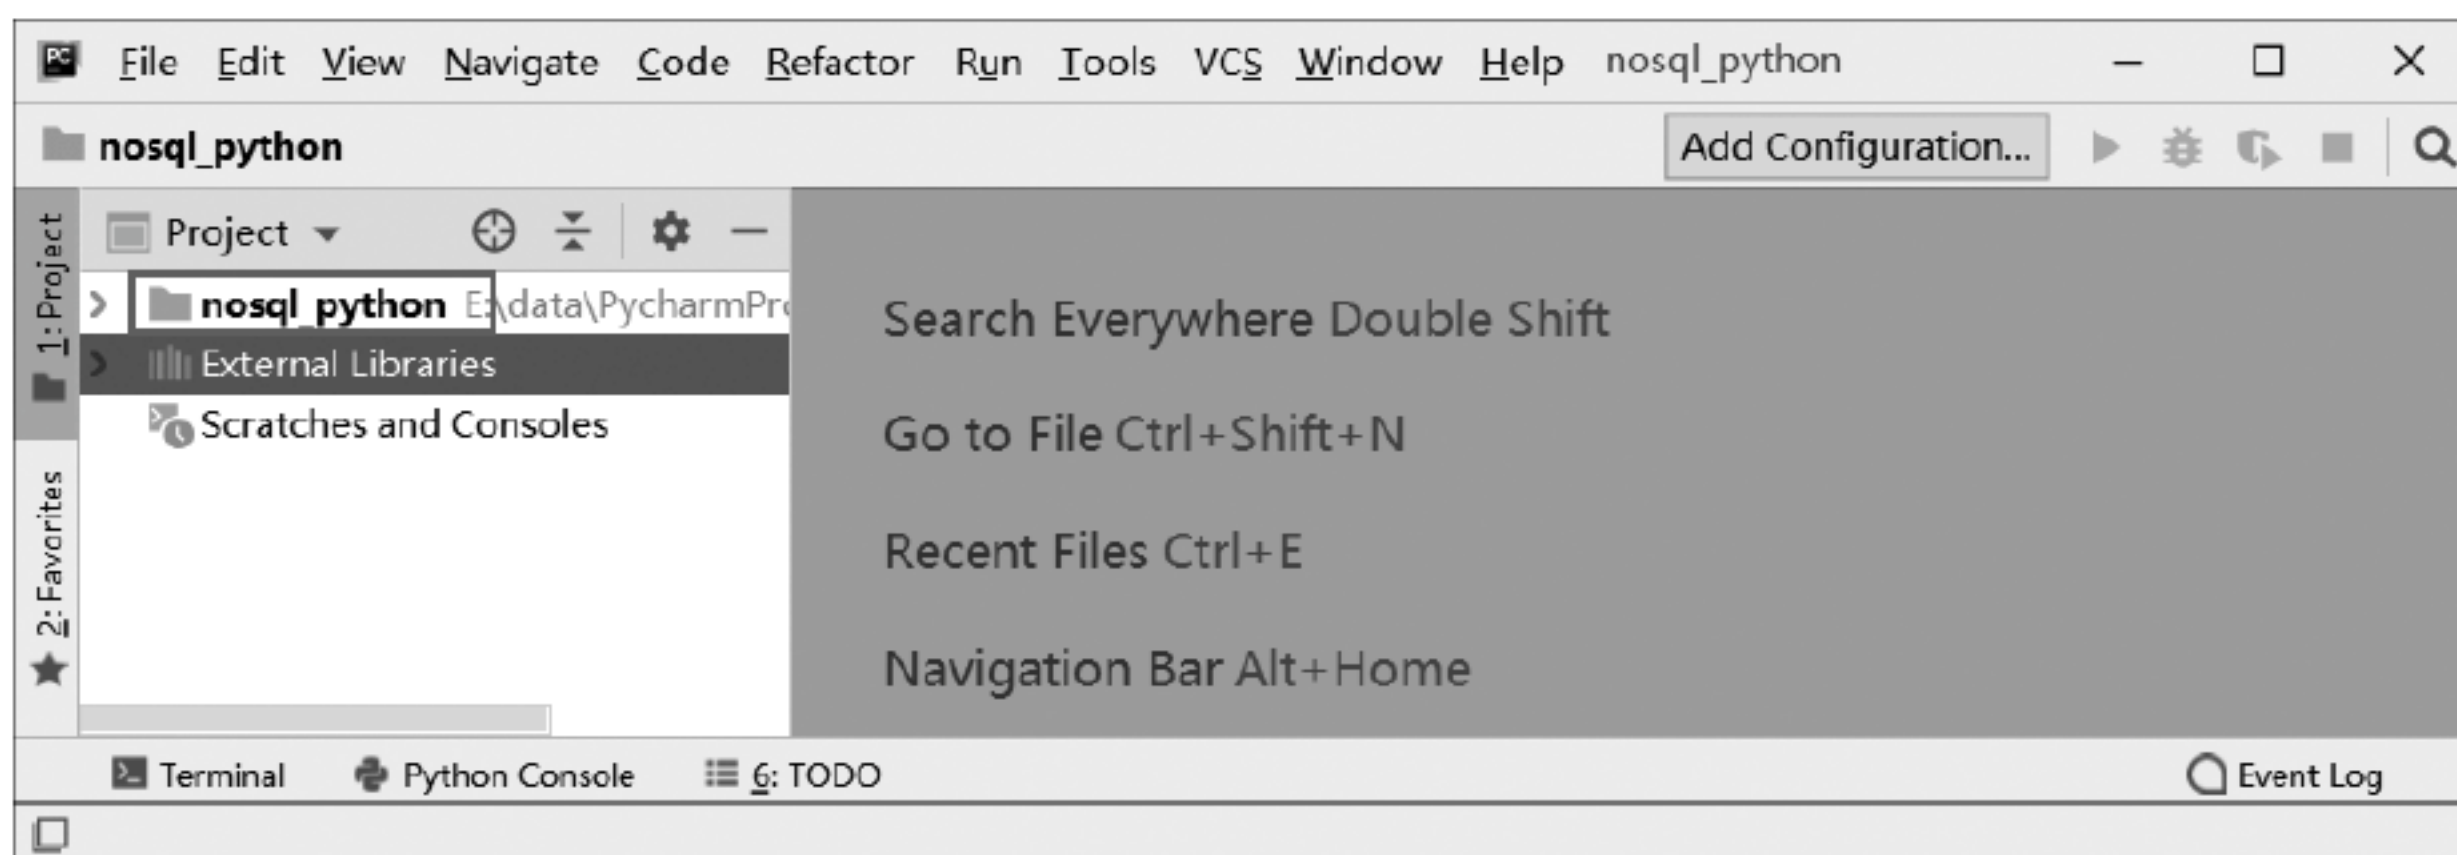 PC File Edit View Navigate Code Refactor Run Tools VCS Window Help nosql_python
nosql_python Add Configuration...
1: Project
Project
nosql_python E:\data\PycharmPr
External Libraries
Scratches and Consoles
2: Favorites
Search Everywhere Double Shift
Go to File Ctrl+Shift+N
Recent Files Ctrl+E
Navigation Bar Alt+Home
Terminal Python Console 6: TODO Event Log